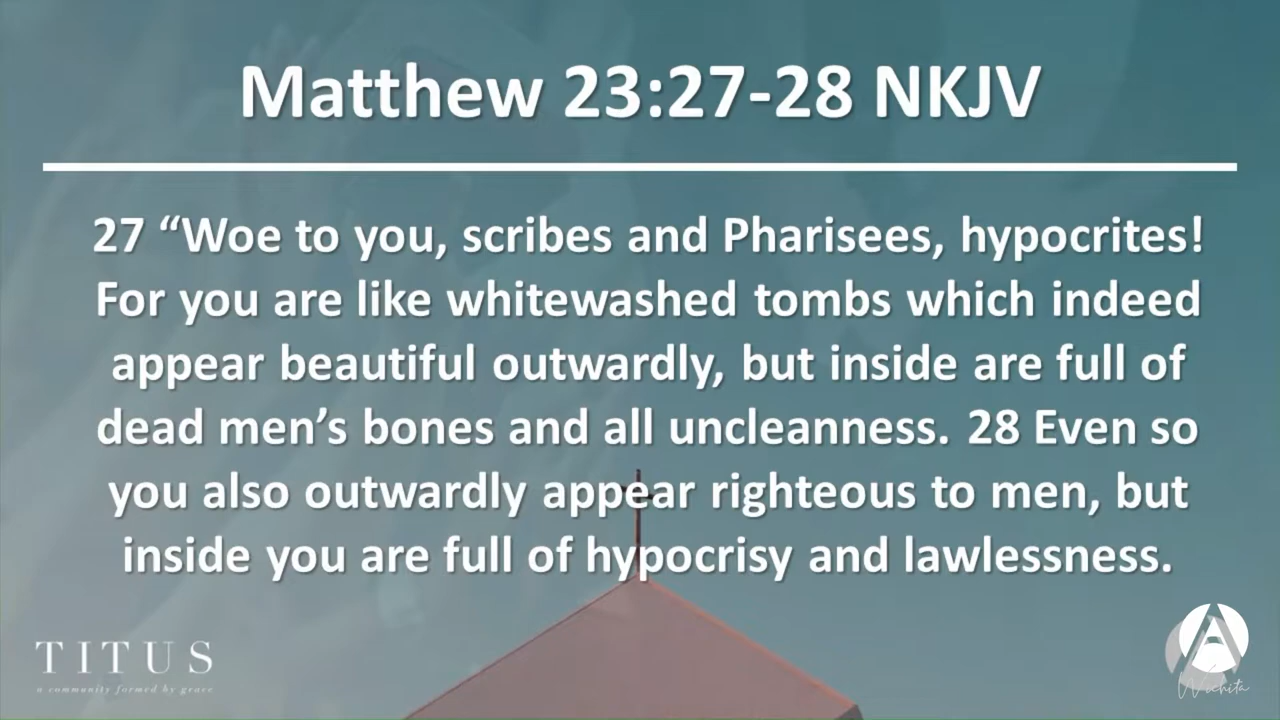 Matthew 23:27-28 NKJV
27 “Woe to you, scribes and Pharisees, hypocrites!
For you are like whitewashed tombs which indeed
appear beautiful outwardly, but inside are full of
dead men’s bones and all uncleanness. 28 Even so
you also outwardly appear righteous to men, but
inside you are full of hypocrisy and lawlessness.
TITUS
a community formed by grace
A
Wichita